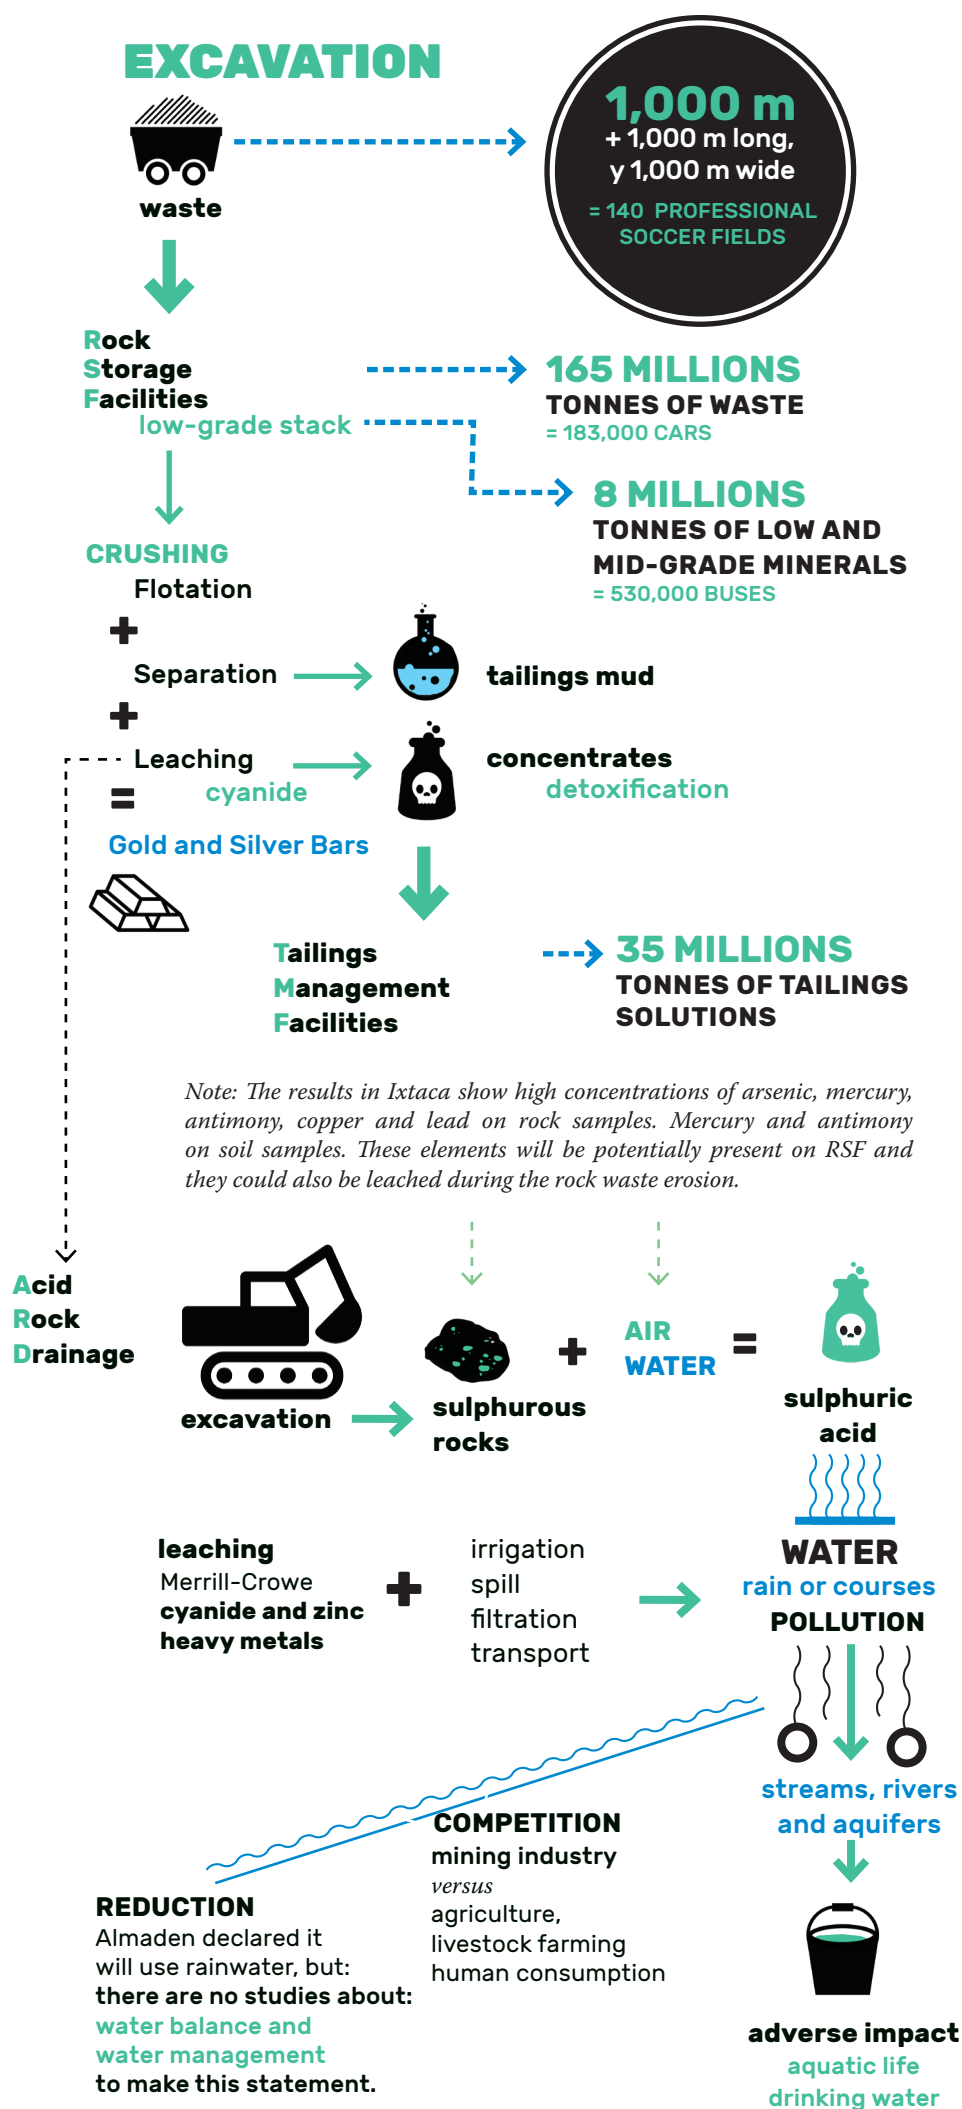 EXCAVATION
waste
1,000 m
+ 1,000 m long,
y 1,000 m wide
= 140 PROFESSIONAL
SOCCER FIELDS
Rock
Storage
Facilities
low-grade stack
165 MILLIONS
TONNES OF WASTE
= 183,000 CARS
8 MILLIONS
TONNES OF LOW AND
MID-GRADE MINERALS
= 530,000 BUSES
CRUSHING
Flotation
+
Separation
tailings mud
+
Leaching
cyanide
concentrates
detoxification
=
Gold and Silver Bars
Tailings
Management
Facilities
35 MILLIONS
TONNES OF TAILINGS
SOLUTIONS
Note: The results in Ixtaca show high concentrations of arsenic, mercury,
antimony, copper and lead on rock samples. Mercury and antimony
on soil samples. These elements will be potentially present on RSF and
they could also be leached during the rock waste erosion.
Acid
Rock
Drainage
excavation
sulphurous
rocks
+
AIR
WATER
=
sulphuric
acid
leaching
Merrill-Crowe
cyanide and zinc
heavy metals
+
irrigation
spill
filtration
transport
WATER
rain or courses
POLLUTION
streams, rivers
and aquifers
COMPETITION
mining industry
versus
agriculture,
livestock farming
human consumption
REDUCTION
Almaden declared it
will use rainwater, but:
there are no studies about:
water balance and
water management
to make this statement.
adverse impact
aquatic life
drinking water